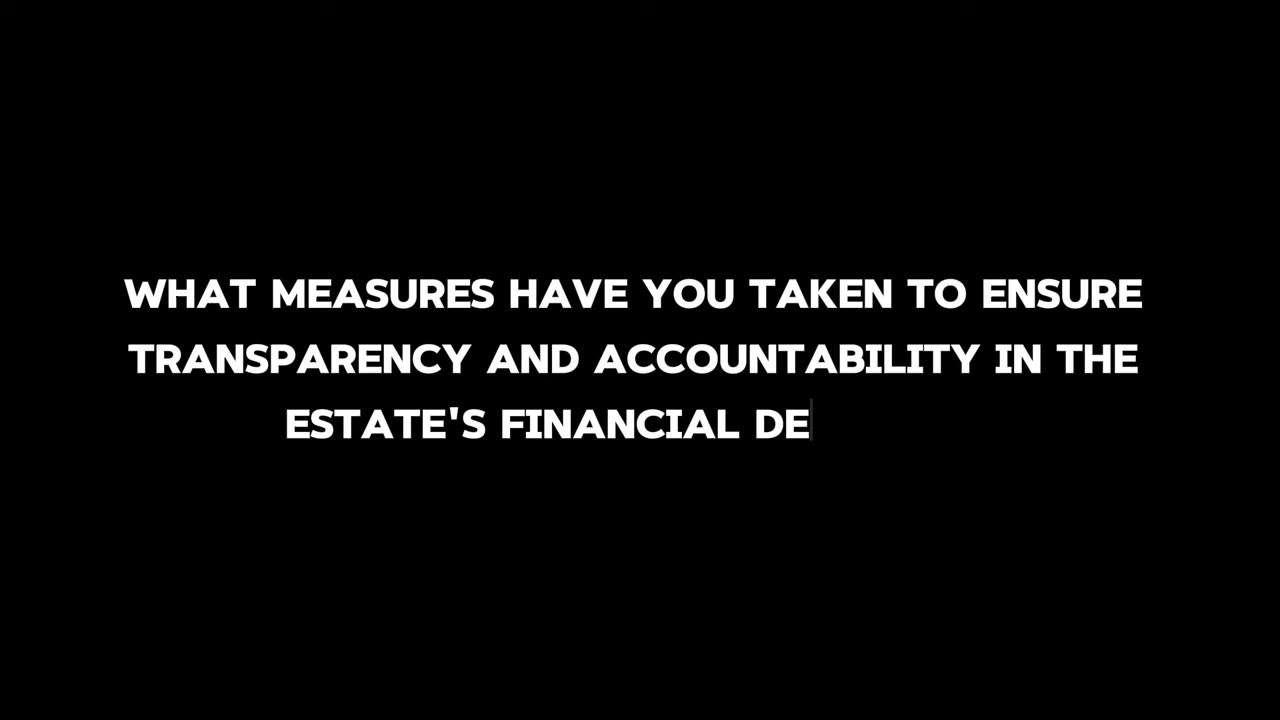 WHAT MEASURES HAVE YOU TAKEN TO ENSURE
TRANSPARENCY AND ACCOUNTABILITY IN THE
ESTATE'S FINANCIAL DE